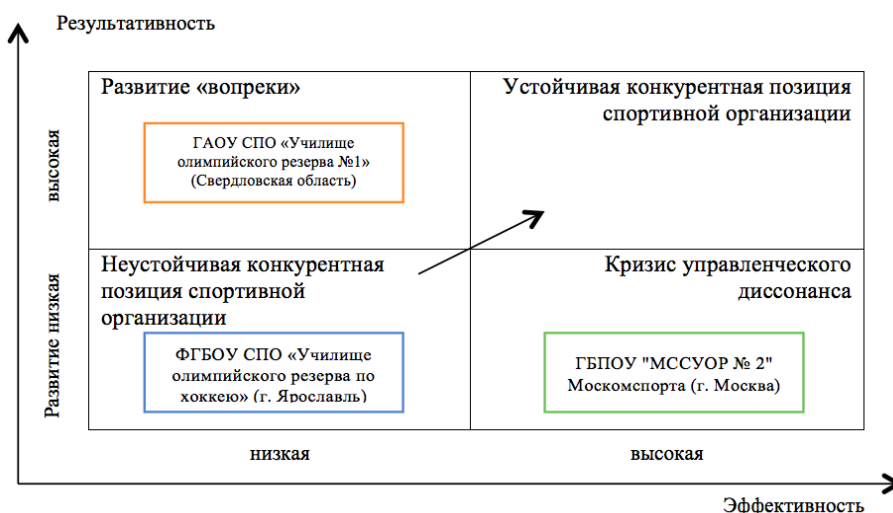 Результативность
высокая
Развитие «вопреки»
ГАОУ СПО «Училище
олимпийского резерва №1»
(Свердловская область)
Устойчивая конкурентная позиция
спортивной организации
Развитие низкая
Неустойчивая конкурентная
позиция спортивной
организации
ФГБОУ СПО «Училище
олимпийского резерва по
хоккею» (г. Ярославль)
Кризис управленческого
диссонанса
ГБПОУ "МССУОР № 2"
Москомспорта (г. Москва)
низкая
высокая
Эффективность